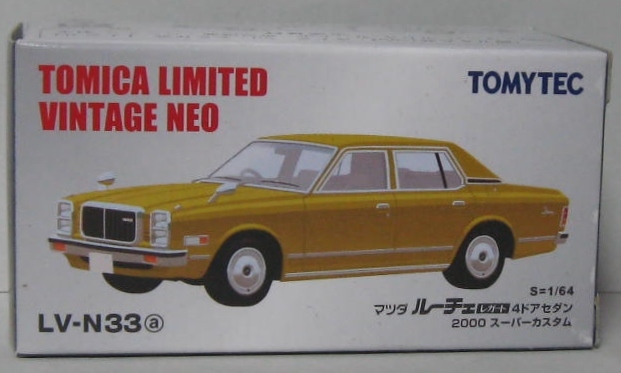 TOMICA LIMITED
VINTAGE NEO
TOMYTEC
S=1/64
マツダ ルーチェ レガート 4ドアセダン
2000 スーパーカスタム
LV-N33 ⓐ